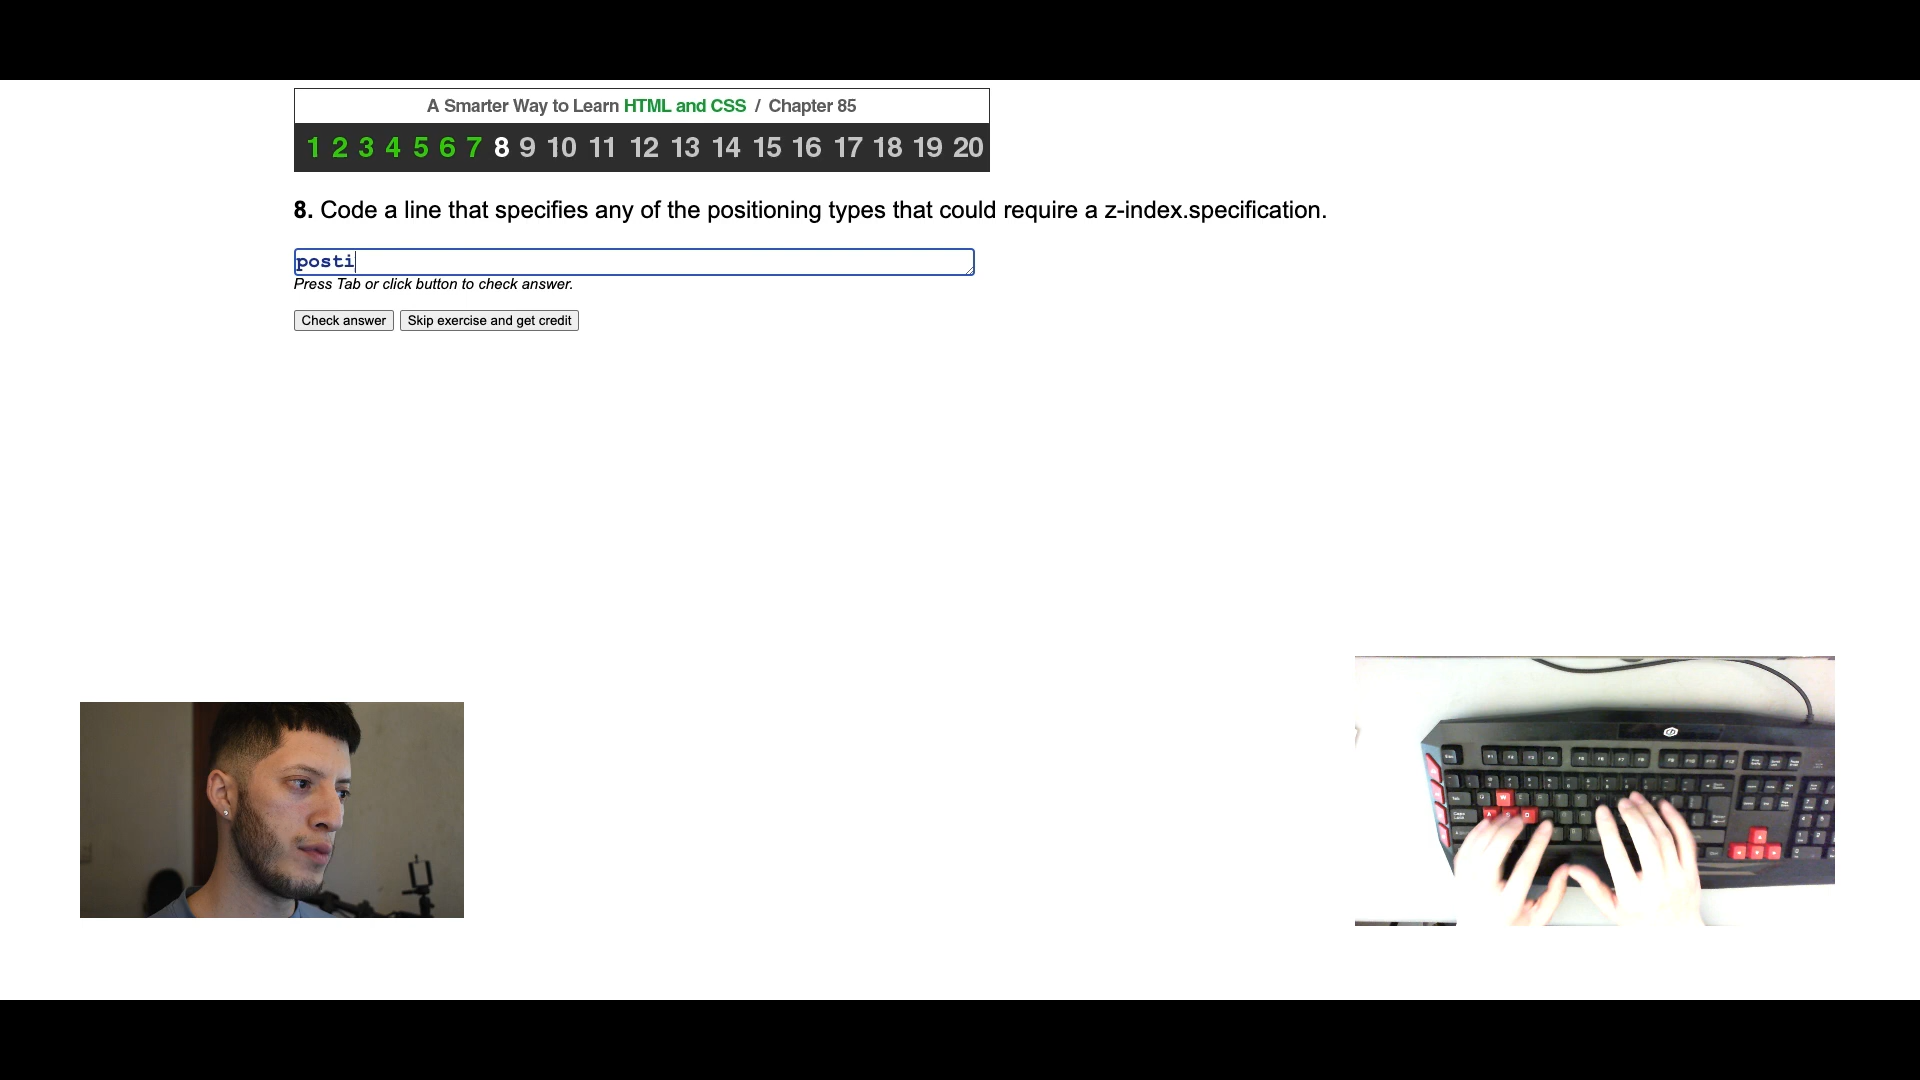 A Smarter Way to Learn HTML and CSS / Chapter 85
1 2 3 4 5 6 7 8 9 10 11 12 13 14 15 16 17 18 19 20
8. Code a line that specifies any of the positioning types that could require a z-index.specification.
posti
Press Tab or click button to check answer.
Check answer Skip exercise and get credit